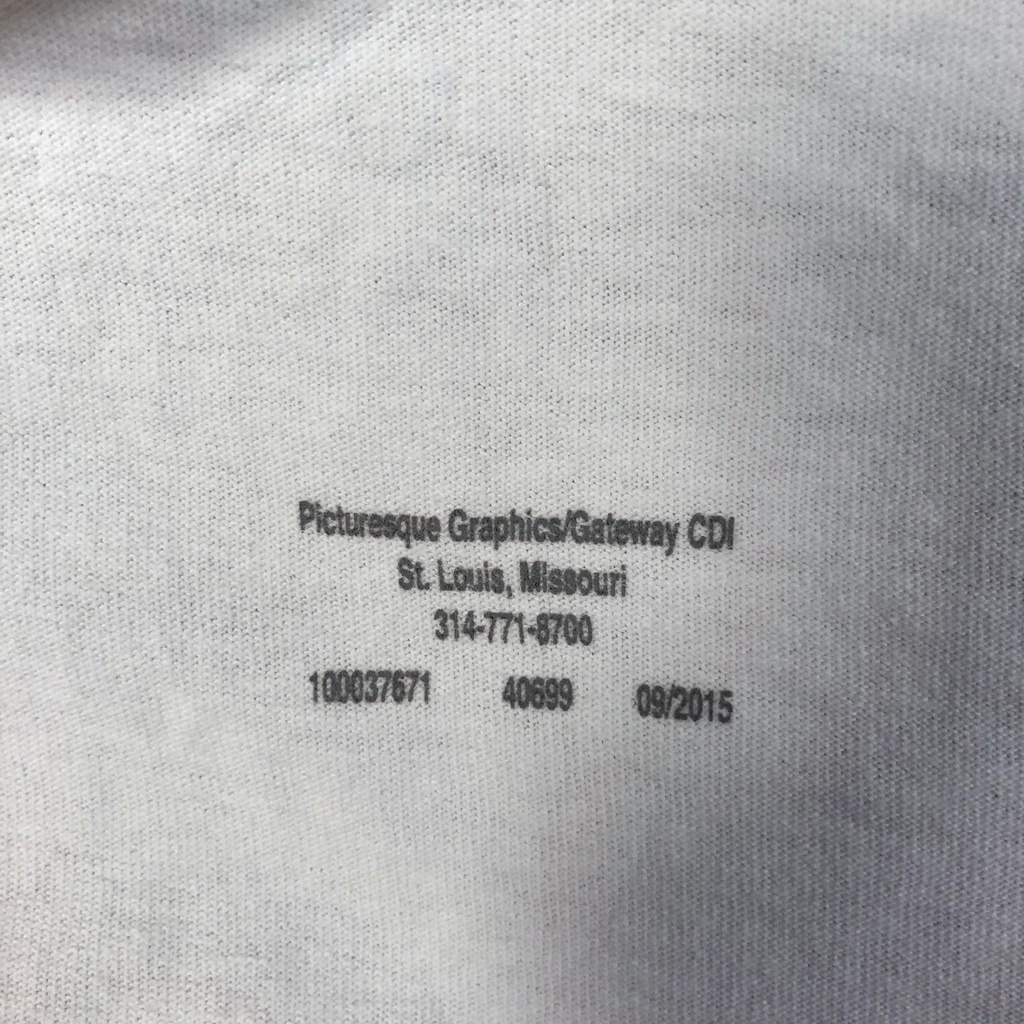 Picturesque Graphics/Gateway CDI
St. Louis, Missouri
314-771-8700
100037671 40699 09/2015